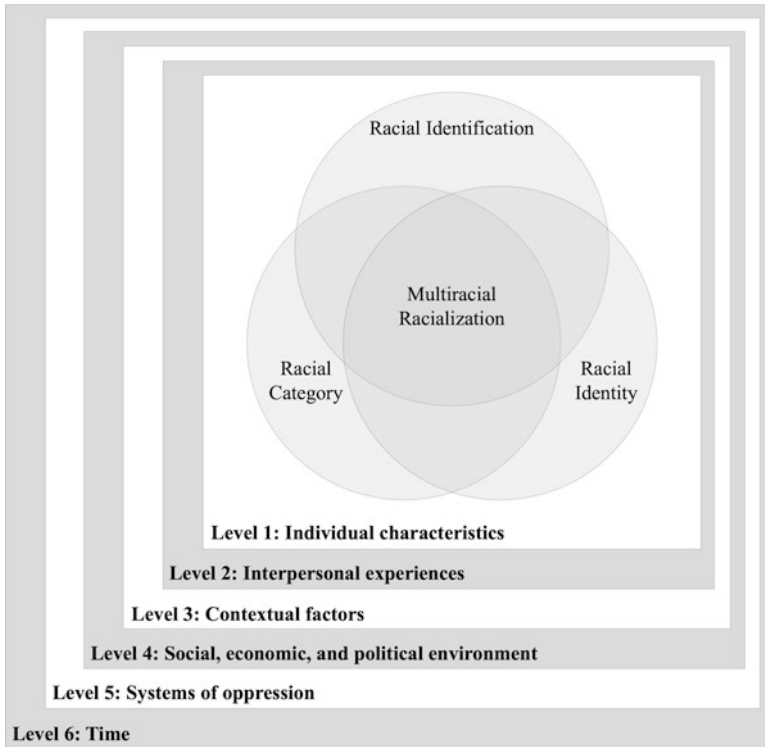 Racial Identification
Multiracial
Racialization
Racial
Category
Racial
Identity
Level 1: Individual characteristics
Level 2: Interpersonal experiences
Level 3: Contextual factors
Level 4: Social, economic, and political environment
Level 5: Systems of oppression
Level 6: Time